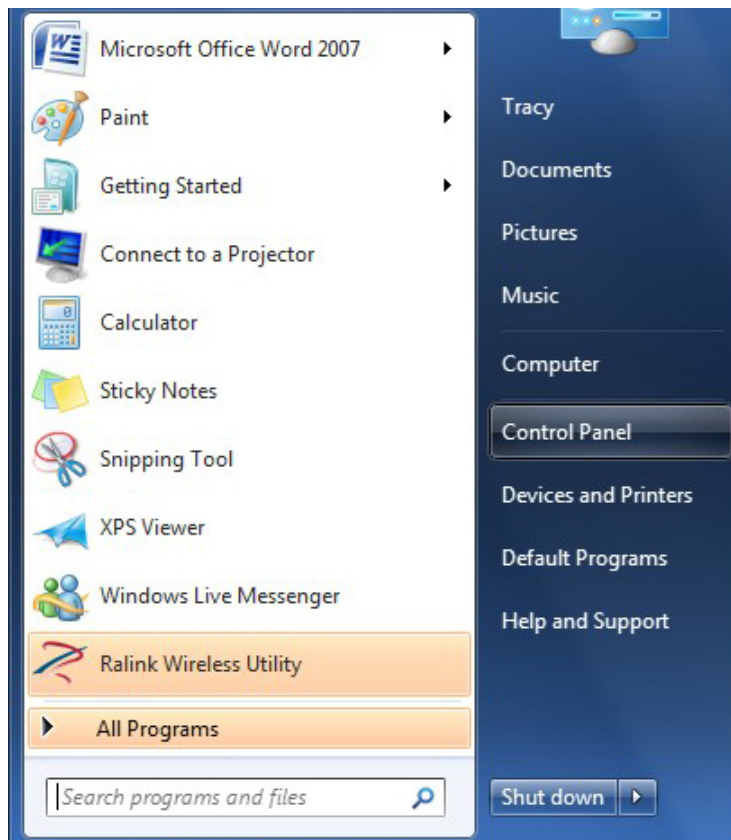 Microsoft Office Word 2007
Paint
Getting Started
Connect to a Projector
Calculator
Sticky Notes
Snipping Tool
XPS Viewer
Windows Live Messenger
Ralink Wireless Utility
All Programs
Search programs and files
Tracy
Documents
Pictures
Music
Computer
Control Panel
Devices and Printers
Default Programs
Help and Support
Shut down